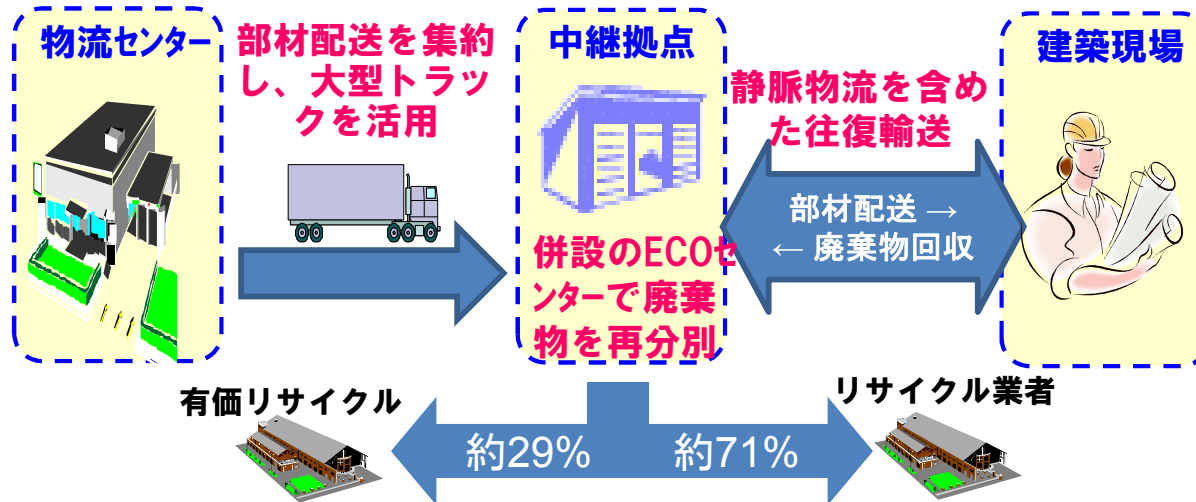 物流センター
部材配送を集約
し、大型トラッ
クを活用
中継拠点
静脈物流を含め
た往復輸送
建築現場
部材配送 →
← 廃棄物回収
併設のECOセ
ンターで廃棄
物を再分別
有価リサイクル
約29%
約71%
リサイクル業者